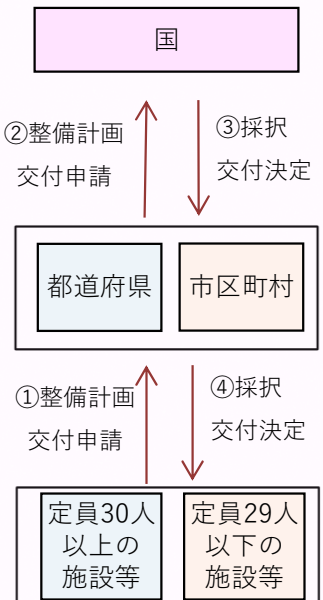 国
②整備計画
交付申請
③採択
交付決定
都道府県
市区町村
①整備計画
交付申請
④採択
交付決定
定員30人
以上の
施設等
定員29人
以下の
施設等